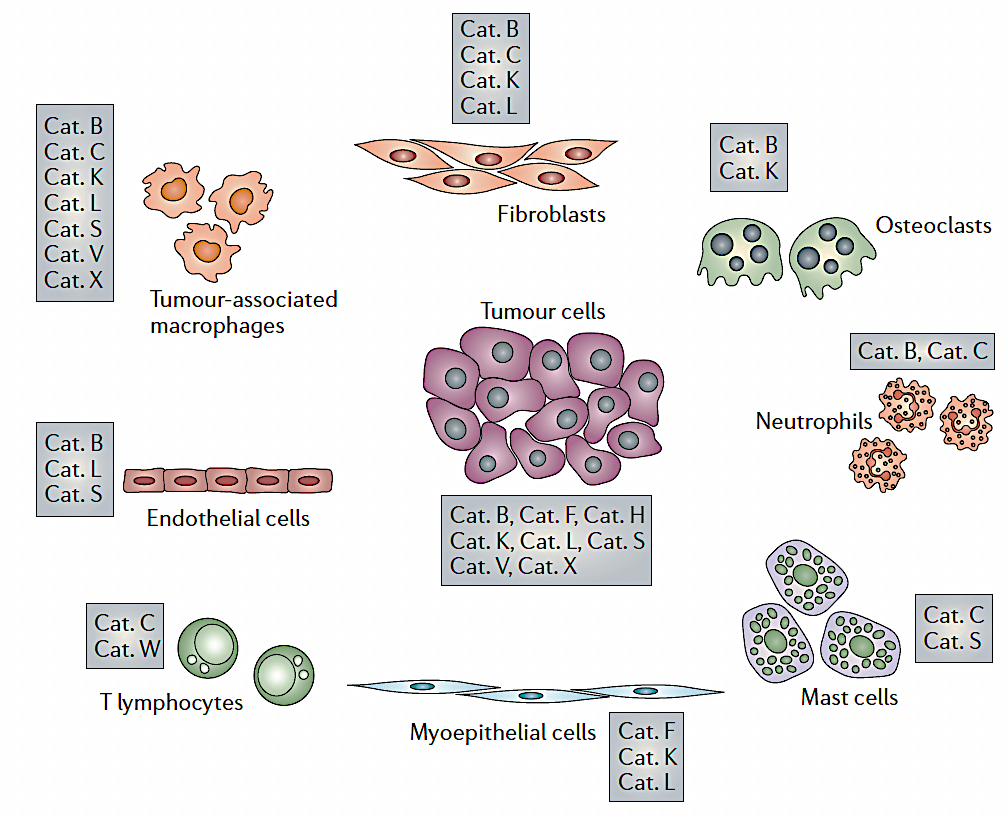 Cat. B
Cat. C
Cat. K
Cat. L
Fibroblasts
Cat. B
Cat. C
Cat. K
Cat. L
Cat. S
Cat. V
Cat. X
Tumour-associated
macrophages
Cat. B
Cat. K
Osteoclasts
Tumour cells
Cat. B, Cat. F, Cat. H
Cat. K, Cat. L, Cat. S
Cat. V, Cat. X
Cat. B, Cat. C
Neutrophils
Cat. B
Cat. L
Cat. S
Endothelial cells
Cat. C
Cat. W
T lymphocytes
Myoepithelial cells
Cat. F
Cat. K
Cat. L
Cat. C
Cat. S
Mast cells